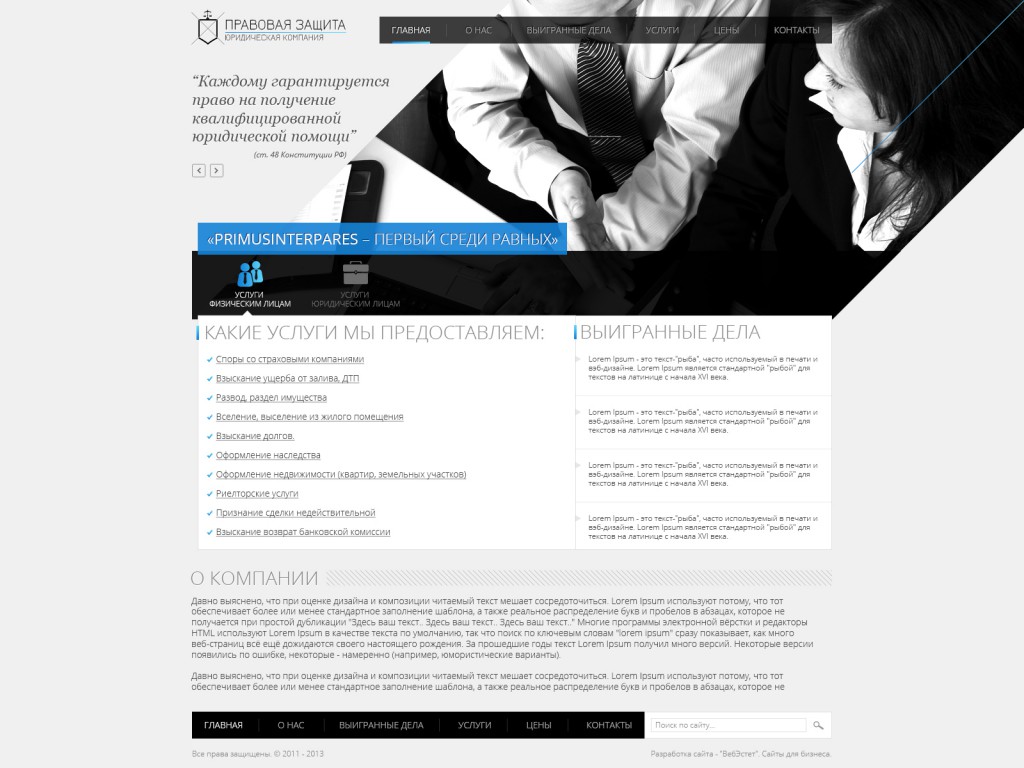 ПРАВОВАЯ ЗАЩИТА
ЮРИДИЧЕСКАЯ КОМПАНИЯ
ГЛАВНАЯ О НАС ВЫИГРАННЫЕ ДЕЛА УСЛУГИ ЦЕНЫ КОНТАКТЫ
“Каждому гарантируется
право на получение
квалифицированной
юридической помощи”
(ст. 48 Конституции РФ)
«PRIMUSINTERPARES – ПЕРВЫЙ СРЕДИ РАВНЫХ»
УСЛУГИ
ФИЗИЧЕСКИМ ЛИЦАМ
УСЛУГИ
ЮРИДИЧЕСКИМ ЛИЦАМ
КАКИЕ УСЛУГИ МЫ ПРЕДОСТАВЛЯЕМ:
Споры со страховыми компаниями
Взыскание ущерба от залива, ДТП
Развод, раздел имущества
Вселение, выселение из жилого помещения
Взыскание долгов.
Оформление наследства
Оформление недвижимости (квартир, земельных участков)
Риелторские услуги
Признание сделки недействительной
Взыскание возврат банковской комиссии
ВЫИГРАННЫЕ ДЕЛА
Lorem Ipsum - это текст-"рыба", часто используемый в печати и
вэб-дизайне. Lorem Ipsum является стандартной "рыбой" для
текстов на латинице с начала XVI века.
Lorem Ipsum - это текст-"рыба", часто используемый в печати и
вэб-дизайне. Lorem Ipsum является стандартной "рыбой" для
текстов на латинице с начала XVI века.
Lorem Ipsum - это текст-"рыба", часто используемый в печати и
вэб-дизайне. Lorem Ipsum является стандартной "рыбой" для
текстов на латинице с начала XVI века.
Lorem Ipsum - это текст-"рыба", часто используемый в печати и
вэб-дизайне. Lorem Ipsum является стандартной "рыбой" для
текстов на латинице с начала XVI века.
О КОМПАНИИ
Давно выяснено, что при оценке дизайна и композиции читаемый текст мешает сосредоточиться. Lorem Ipsum используют потому, что тот
обеспечивает более или менее стандартное заполнение шаблона, а также реальное распределение букв и пробелов в абзацах, которое не
получается при простой дубликации "Здесь ваш текст.. Здесь ваш текст.. Здесь ваш текст.." Многие программы электронной вёрстки и редакторы
HTML используют Lorem Ipsum в качестве текста по умолчанию, так что поиск по ключевым словам "lorem ipsum" сразу показывает, как много
веб-страниц всё ещё дожидаются своего настоящего рождения. За прошедшие годы текст Lorem Ipsum получил много версий. Некоторые версии
появились по ошибке, некоторые - намеренно (например, юмористические варианты).
Давно выяснено, что при оценке дизайна и композиции читаемый текст мешает сосредоточиться. Lorem Ipsum используют потому, что тот
обеспечивает более или менее стандартное заполнение шаблона, а также реальное распределение букв и пробелов в абзацах, которое не
ГЛАВНАЯ О НАС ВЫИГРАННЫЕ ДЕЛА УСЛУГИ ЦЕНЫ КОНТАКТЫ Поиск по сайту...
Все права защищены. © 2011 - 2013 Разработка сайта - "ВебЭстет". Сайты для бизнеса.